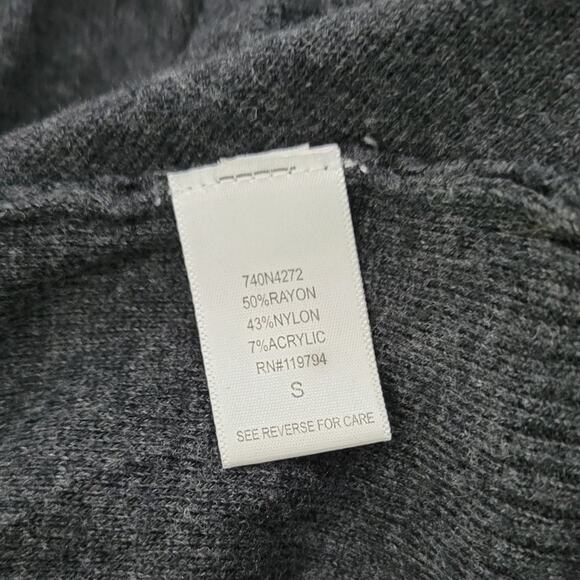 740N4272
50%RAYON
43%NYLON
7%ACRYLIC
RN#119794
S
SEE REVERSE FOR CARE